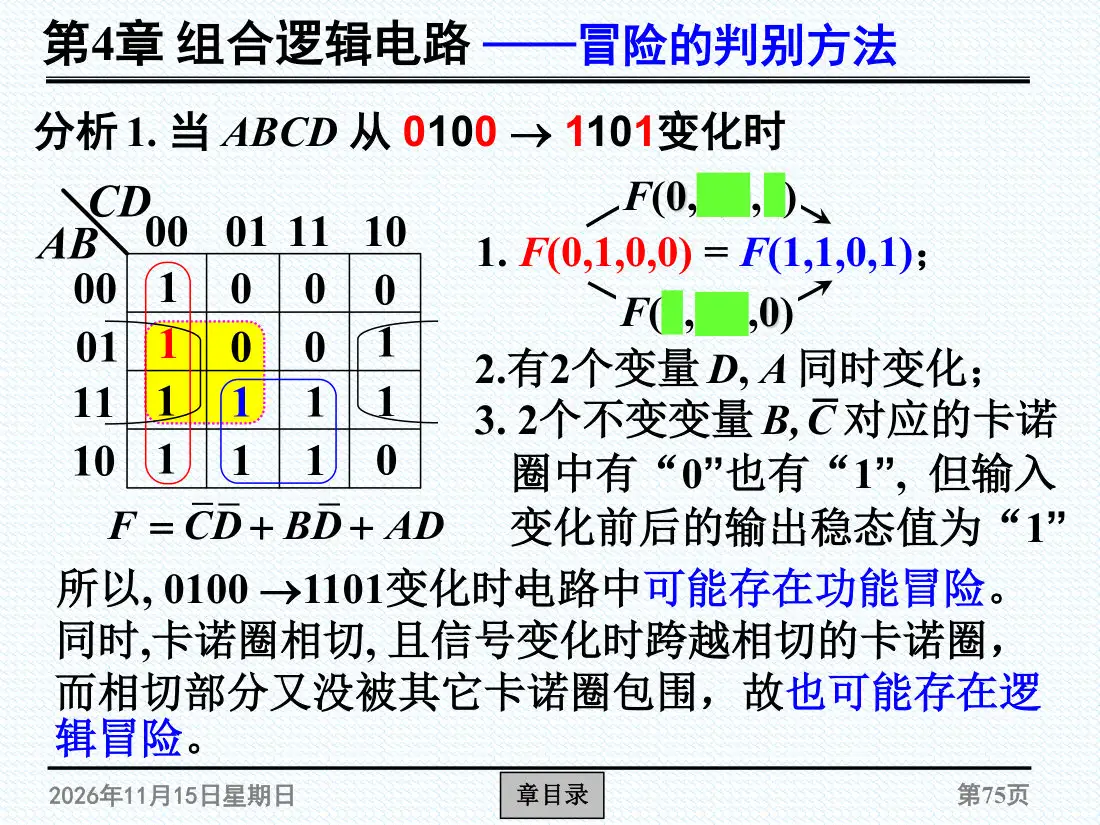 第4章 组合逻辑电路 ——冒险的判别方法
分析 1. 当 ABCD 从 0100 → 1101变化时
CD
AB
00 01 11 10
00 1 0 0 0
01 1 0 0 1
11 1 1 1 1
10 1 1 1 0
F = C̅D̅ + BD̅ + AD
F(0, , )
1. F(0,1,0,0) = F(1,1,0,1)；
F( , ,0)
2.有2个变量 D, A 同时变化；
3. 2个不变变量 B, C̅ 对应的卡诺
圈中有“0”也有“1”, 但输入
变化前后的输出稳态值为“1”
所以, 0100 →1101变化时。电路中可能存在功能冒险。
同时,卡诺圈相切, 且信号变化时跨越相切的卡诺圈，
而相切部分又没被其它卡诺圈包围，故也可能存在逻
辑冒险。
2026年11月15日星期日
章目录
第75页